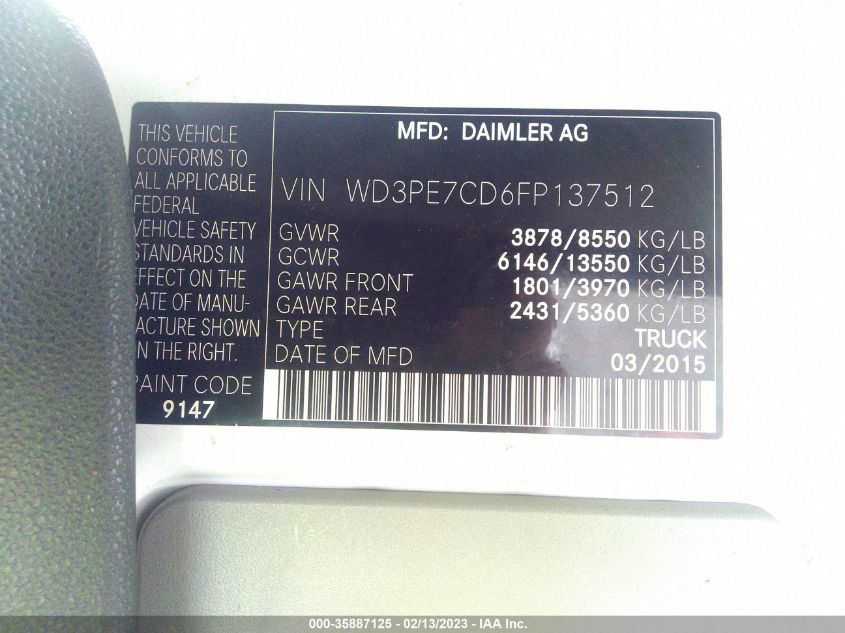 THIS VEHICLE
CONFORMS TO
ALL APPLICABLE
FEDERAL
VEHICLE SAFETY
STANDARDS IN
EFFECT ON THE
DATE OF MANU-
FACTURE SHOWN
IN THE RIGHT.
PAINT CODE
9147
MFD: DAIMLER AG
VIN WD3PE7CD6FP137512
GVWR 3878/8550 KG/LB
GCWR 6146/13550 KG/LB
GAWR FRONT 1801/3970 KG/LB
GAWR REAR 2431/5360 KG/LB
TYPE TRUCK
DATE OF MFD 03/2015
000-35887125 - 02/13/2023 - IAA Inc.